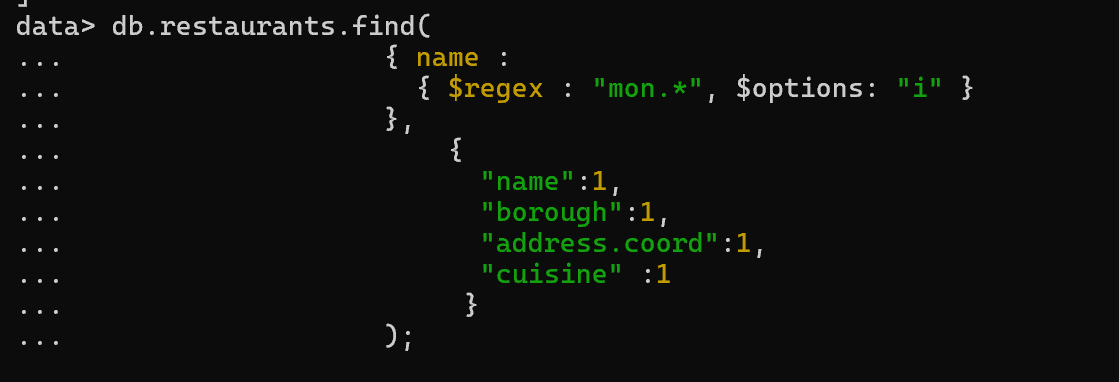 ]
data> db.restaurants.find(
...                    { name :
...                      { $regex : "mon.*", $options: "i" }
...                    },
...                        {
...                          "name":1,
...                          "borough":1,
...                          "address.coord":1,
...                          "cuisine" :1
...                         }
...                    );